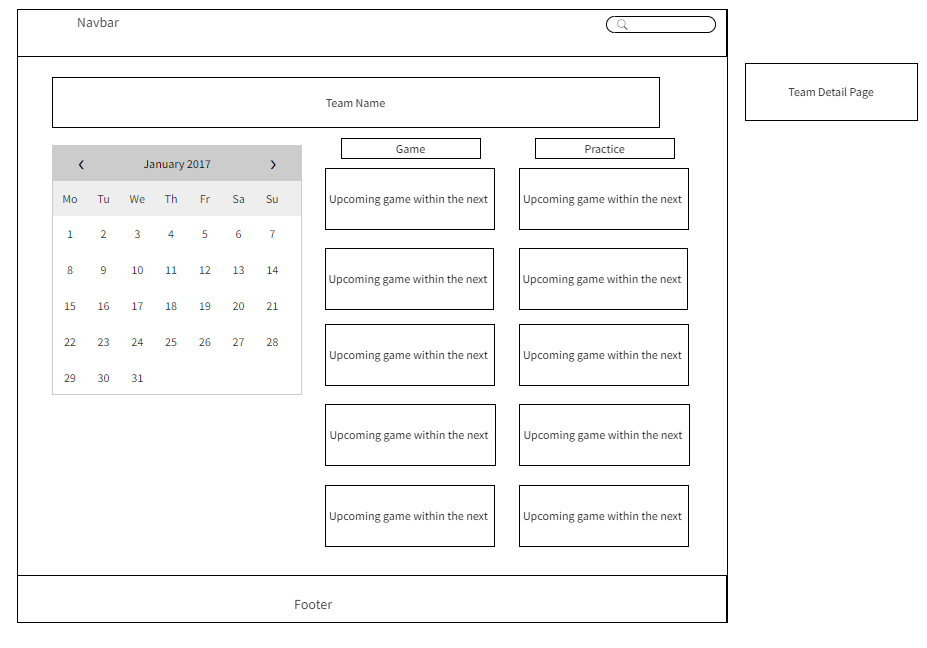 Navbar
Team Detail Page
Team Name
Game
Practice
January 2017
Mo Tu We Th Fr Sa Su
1 2 3 4 5 6 7
8 9 10 11 12 13 14
15 16 17 18 19 20 21
22 23 24 25 26 27 28
29 30 31
Upcoming game within the next
Upcoming game within the next
Upcoming game within the next
Upcoming game within the next
Upcoming game within the next
Upcoming game within the next
Upcoming game within the next
Upcoming game within the next
Upcoming game within the next
Upcoming game within the next
Footer